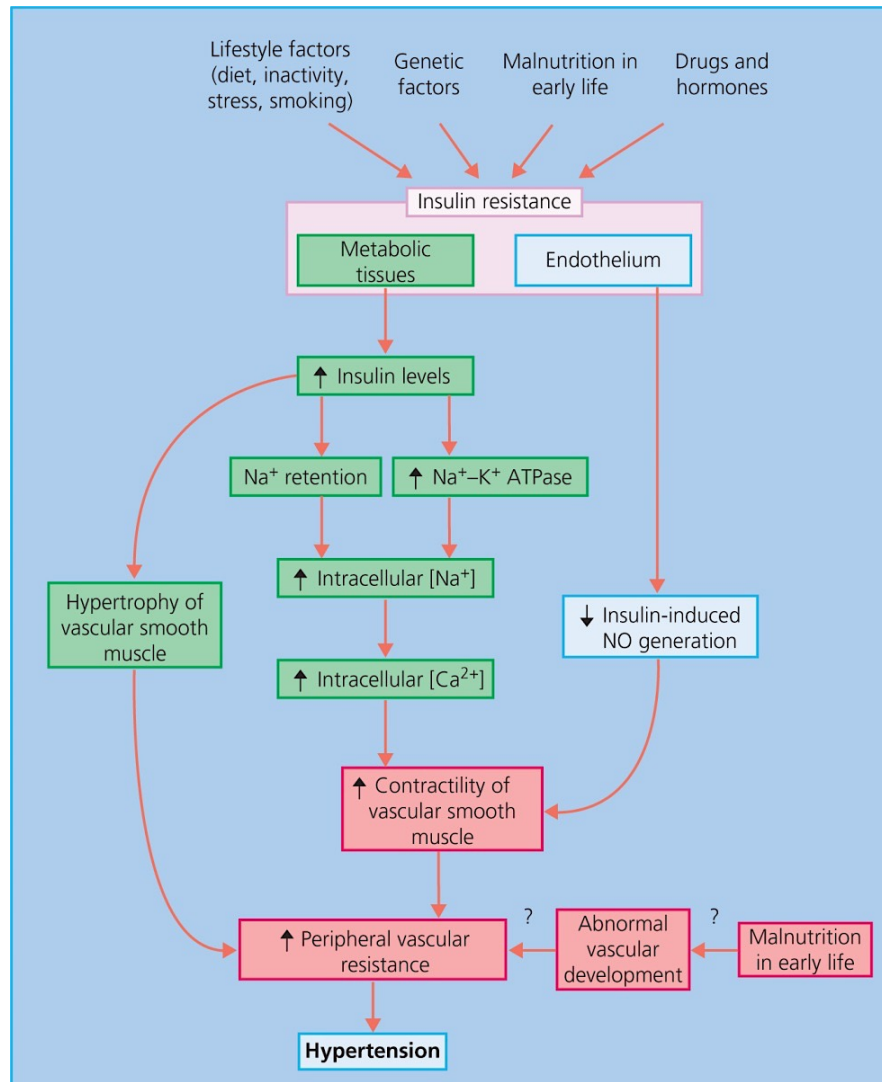 Lifestyle factors
(diet, inactivity,
stress, smoking)
Genetic
factors
Malnutrition in
early life
Drugs and
hormones
Insulin resistance
Metabolic
tissues
Endothelium
↑ Insulin levels
Na⁺ retention
↑ Na⁺–K⁺ ATPase
↑ Intracellular [Na⁺]
Hypertrophy of
vascular smooth
muscle
↓ Insulin-induced
NO generation
↑ Intracellular [Ca²⁺]
↑ Contractility of
vascular smooth
muscle
↑ Peripheral vascular
resistance
?
Abnormal
vascular
development
?
Malnutrition
in early life
Hypertension